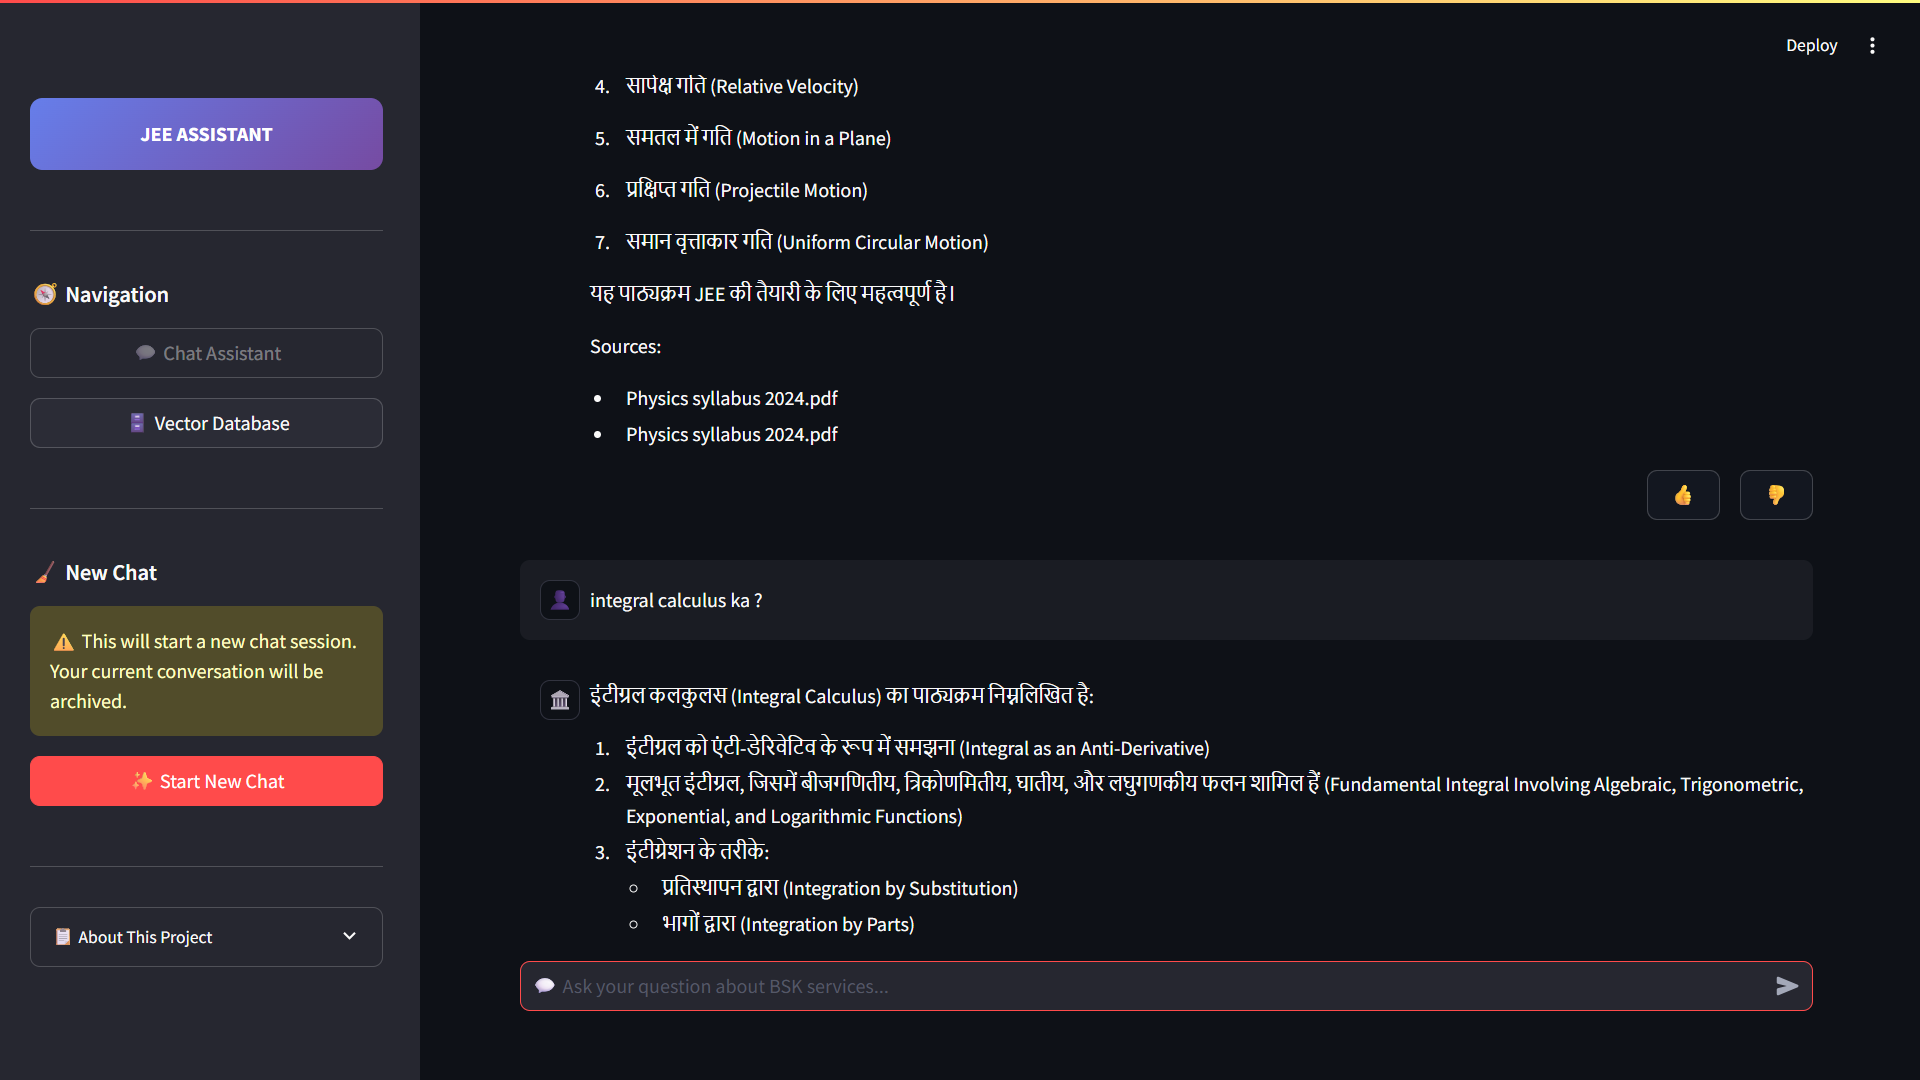 Deploy
JEE ASSISTANT
Navigation
Chat Assistant
Vector Database
New Chat
This will start a new chat session.
Your current conversation will be
archived.
Start New Chat
About This Project
4. सापेक्ष गति (Relative Velocity)
5. समतल में गति (Motion in a Plane)
6. प्रक्षिप्त गति (Projectile Motion)
7. समान वृत्ताकार गति (Uniform Circular Motion)
यह पाठ्यक्रम JEE की तैयारी के लिए महत्वपूर्ण है।
Sources:
• Physics syllabus 2024.pdf
• Physics syllabus 2024.pdf
integral calculus ka ?
इंटीग्रल कलकुलस (Integral Calculus) का पाठ्यक्रम निम्नलिखित है:
1. इंटीग्रल को एंटी-डेरिवेटिव के रूप में समझना (Integral as an Anti-Derivative)
2. मूलभूत इंटीग्रल, जिसमें बीजगणितीय, त्रिकोणमितीय, घातीय, और लघुगणकीय फलन शामिल हैं (Fundamental Integral Involving Algebraic, Trigonometric,
Exponential, and Logarithmic Functions)
3. इंटीग्रेशन के तरीके:
○ प्रतिस्थापन द्वारा (Integration by Substitution)
○ भागों द्वारा (Integration by Parts)
Ask your question about BSK services...